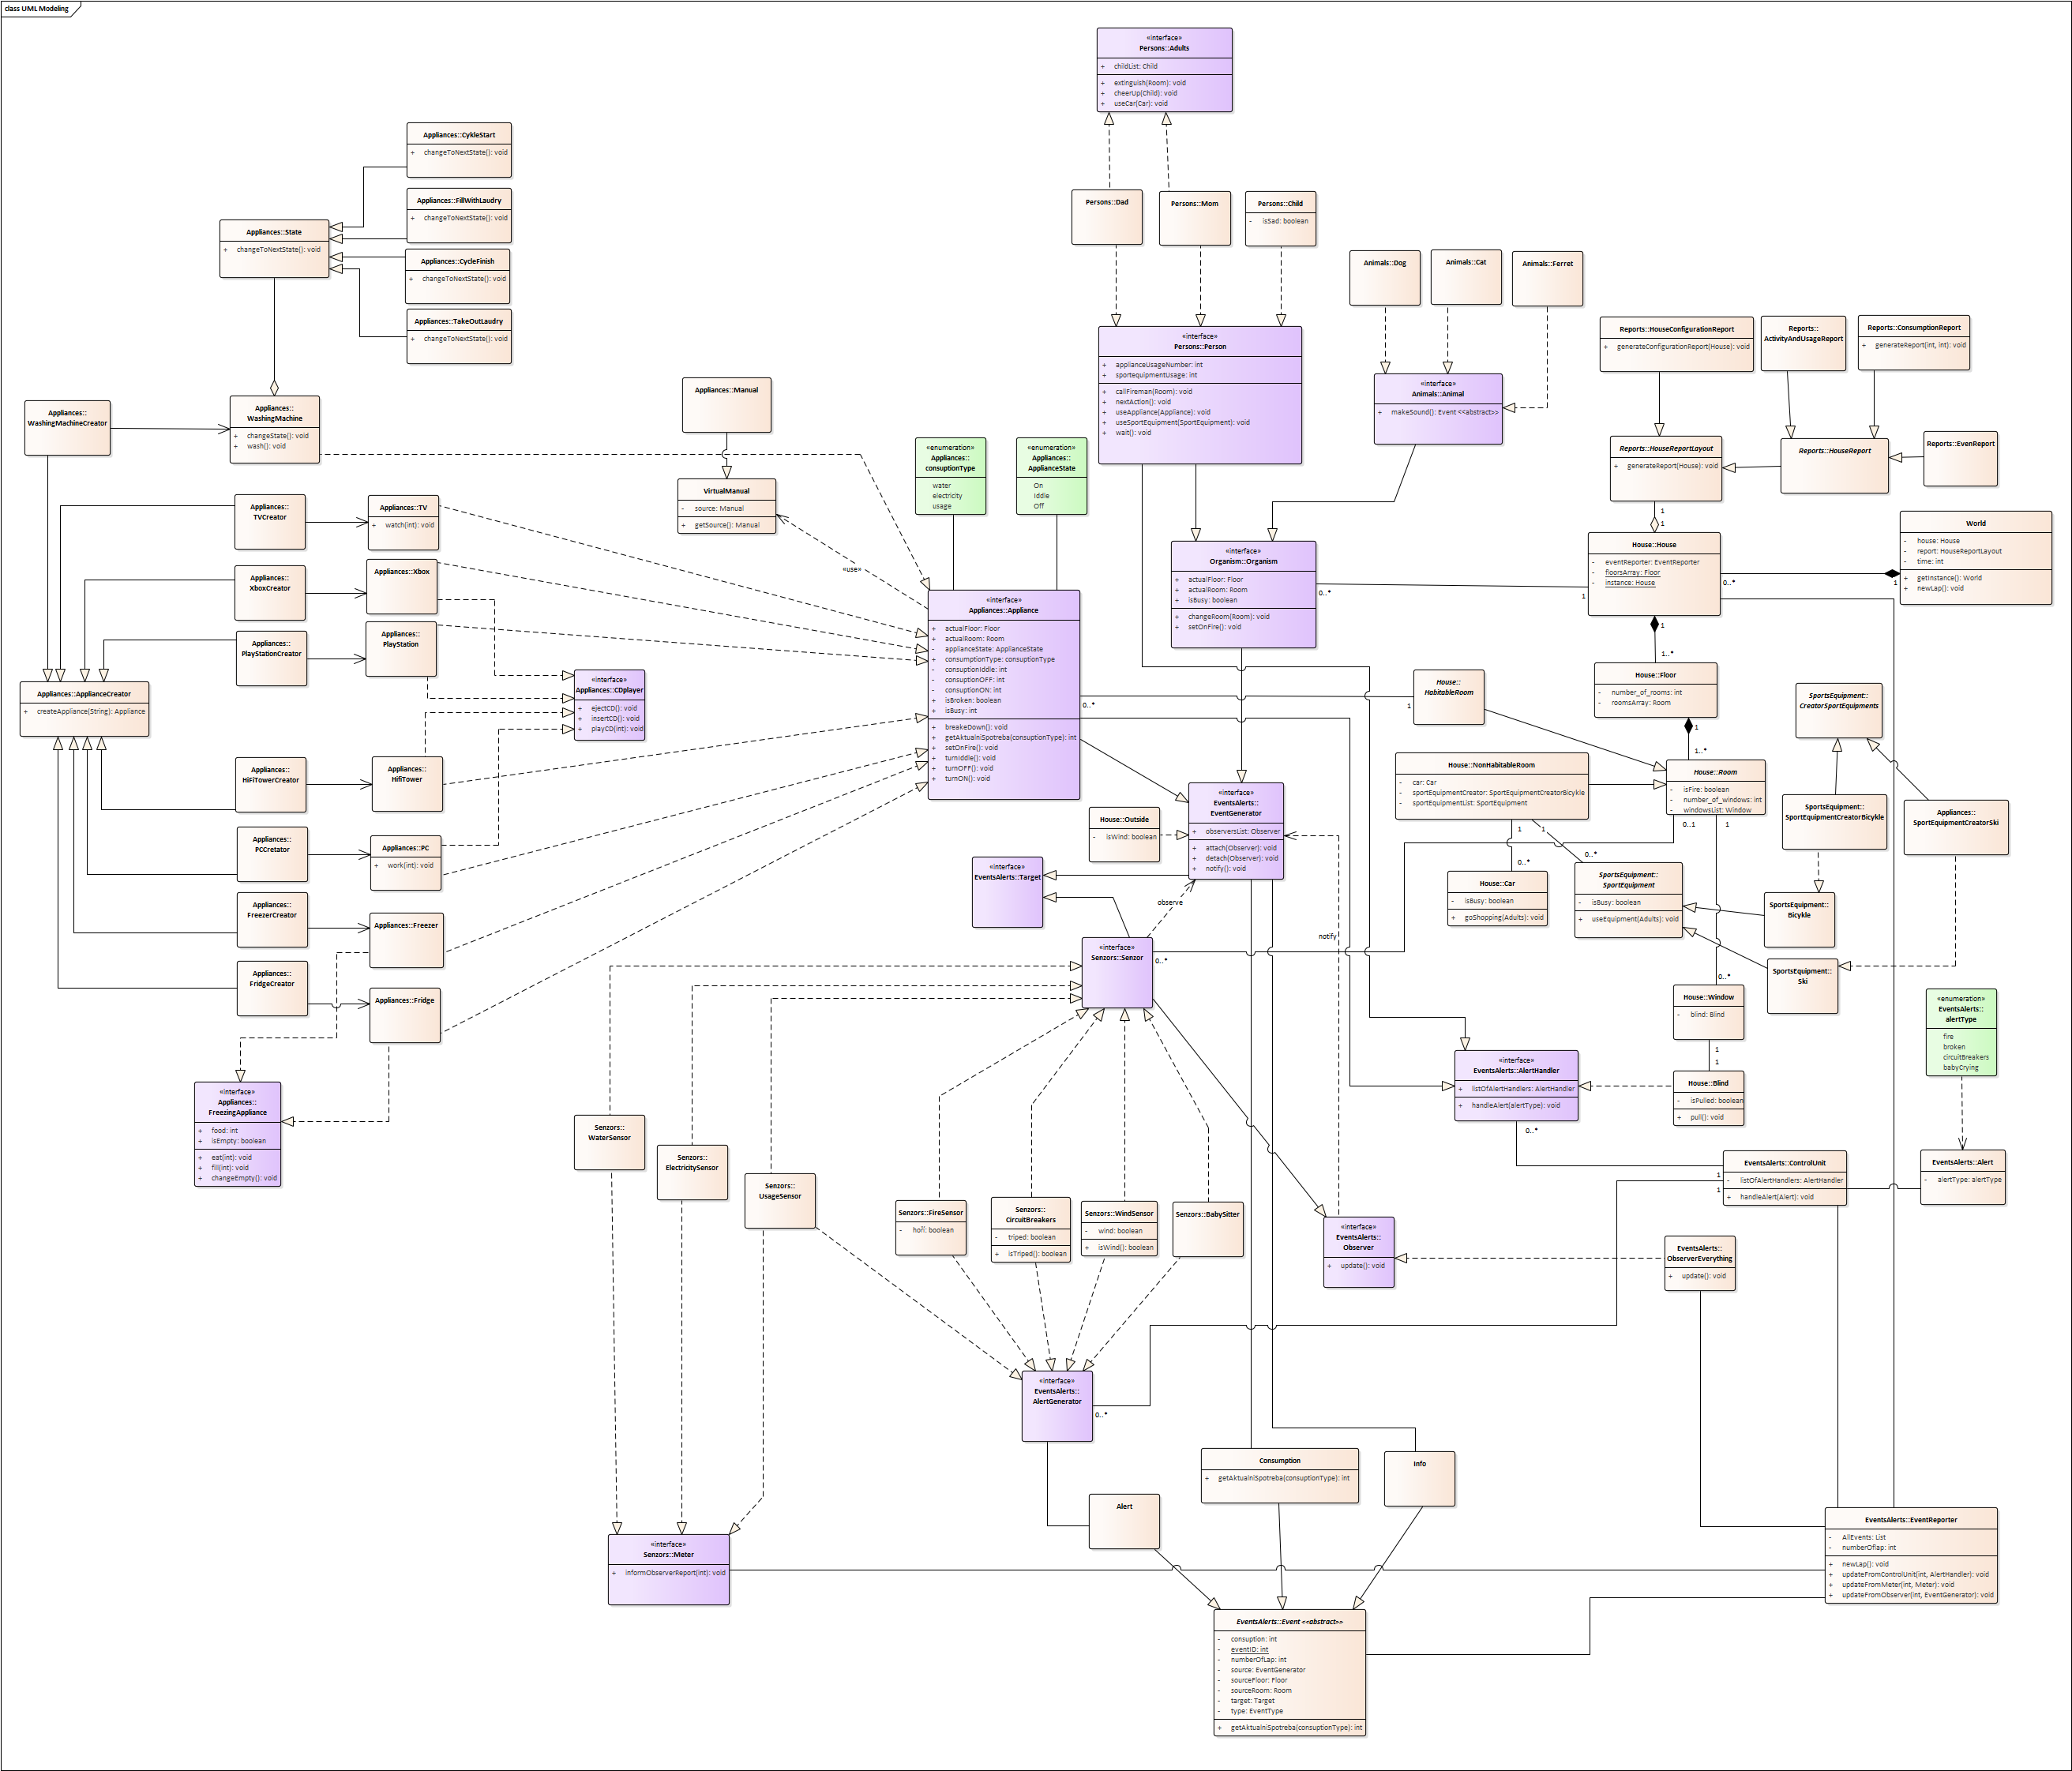 class UML Modeling
«interface»
Persons::Adults
+ childList: Child
+ extinguish(Room): void
+ cheerUp(Child): void
+ useCar(Car): void
Appliances::CykleStart
+ changeToNextState(): void
Appliances::FillWithLaudry
+ changeToNextState(): void
Appliances::State
+ changeToNextState(): void
Appliances::CycleFinish
+ changeToNextState(): void
Appliances::TakeOutLaudry
+ changeToNextState(): void
Persons::Dad
Persons::Mom
Persons::Child
- isSad: boolean
Animals::Dog
Animals::Cat
Animals::Ferret
«interface»
Persons::Person
+ applianceUsageNumber: int
+ sportequipmentUsage: int
+ callFireman(Room): void
+ nextAction(): void
+ useAppliance(Appliance): void
+ useSportEquipment(SportEquipment): void
+ wait(): void
«interface»
Animals::Animal
+ makeSound(): Event <<abstract>>
Reports::HouseConfigurationReport
+ generateConfigurationReport(House): void
Reports::
ActivityAndUsageReport
Reports::ConsumptionReport
+ generateReport(int, int): void
Reports::HouseReportLayout
+ generateReport(House): void
Reports::HouseReport
Reports::EvenReport
Appliances::
WashingMachineCreator
Appliances::
WashingMachine
+ changeState(): void
+ wash(): void
Appliances::Manual
VirtualManual
- source: Manual
+ getSource(): Manual
«enumeration»
Appliances::
consuptionType
water
electricity
usage
«enumeration»
Appliances::
ApplianceState
On
Iddle
Off
Appliances::
TVCreator
Appliances::TV
+ watch(int): void
Appliances::
XboxCreator
Appliances::Xbox
Appliances::
PlayStationCreator
Appliances::
PlayStation
«use»
«interface»
Organism::Organism
+ actualFloor: Floor
+ actualRoom: Room
+ isBusy: boolean
+ changeRoom(Room): void
+ setOnFire(): void
0..*
1
1
1
House::House
- eventReporter: EventReporter
- floorsArray: Floor
- instance: House
0..*
1
World
- house: House
- report: HouseReportLayout
- time: int
+ getInstance(): World
+ newLap(): void
1
1..*
«interface»
Appliances::Appliance
+ actualFloor: Floor
+ actualRoom: Room
- applianceState: ApplianceState
+ consumptionType: consuptionType
- consuptionIddle: int
- consuptionOFF: int
- consuptionON: int
+ isBroken: boolean
+ isBusy: int
+ breakeDown(): void
+ getAktualniSpotreba(consuptionType): int
+ setOnFire(): void
+ turnIddle(): void
+ turnOFF(): void
+ turnON(): void
0..*
1
Appliances::ApplianceCreator
+ createAppliance(String): Appliance
«interface»
Appliances::CDplayer
+ ejectCD(): void
+ insertCD(): void
+ playCD(int): void
House::
HabitableRoom
House::Floor
- number_of_rooms: int
- roomsArray: Room
1
1..*
SportsEquipment::
CreatorSportEquipments
Appliances::
HiFiTowerCreator
Appliances::
HifiTower
House::NonHabitableRoom
- car: Car
- sportEquipmentCreator: SportEquipmentCreatorBicykle
- sportEquipmentList: SportEquipment
House::Room
- isFire: boolean
- number_of_windows: int
- windowsList: Window
0..1
1
1
1
0..*
0..*
SportsEquipment::
SportEquipmentCreatorBicykle
Appliances::
SportEquipmentCreatorSki
«interface»
EventsAlerts::
EventGenerator
+ observersList: Observer
+ attach(Observer): void
+ detach(Observer): void
+ notify(): void
House::Outside
- isWind: boolean
«interface»
EventsAlerts::Target
observe
notify
Appliances::
PCCretator
Appliances::PC
+ work(int): void
Appliances::
FreezerCreator
Appliances::Freezer
Appliances::
FridgeCreator
Appliances::Fridge
House::Car
- isBusy: boolean
+ goShopping(Adults): void
SportsEquipment::
SportEquipment
- isBusy: boolean
+ useEquipment(Adults): void
SportsEquipment::
Bicykle
SportsEquipment::
Ski
«interface»
Senzors::Senzor
0..*
0..*
House::Window
- blind: Blind
1
1
House::Blind
- isPulled: boolean
+ pull(): void
«enumeration»
EventsAlerts::
alertType
fire
broken
circuitBreakers
babyCrying
«interface»
EventsAlerts::AlertHandler
+ listOfAlertHandlers: AlertHandler
+ handleAlert(alertType): void
0..*
«interface»
Appliances::
FreezingAppliance
+ food: int
+ isEmpty: boolean
+ eat(int): void
+ fill(int): void
+ changeEmpty(): void
Senzors::
WaterSensor
Senzors::
ElectricitySensor
Senzors::
UsageSensor
Senzors::FireSensor
- hoří: boolean
Senzors::
CircuitBreakers
- triped: boolean
+ isTriped(): boolean
Senzors::WindSensor
- wind: boolean
+ isWind(): boolean
Senzors::BabySitter
1
1
EventsAlerts::ControlUnit
- listOfAlertHandlers: AlertHandler
+ handleAlert(Alert): void
EventsAlerts::Alert
- alertType: alertType
«interface»
EventsAlerts::
Observer
+ update(): void
EventsAlerts::
ObserverEverything
+ update(): void
«interface»
EventsAlerts::
AlertGenerator
0..*
Consumption
+ getAktualniSpotreba(consuptionType): int
Info
Alert
«interface»
Senzors::Meter
+ informObserverReport(int): void
EventsAlerts::EventReporter
- AllEvents: List
- numberOflap: int
+ newLap(): void
+ updateFromControlUnit(int, AlertHandler): void
+ updateFromMeter(int, Meter): void
+ updateFromObserver(int, EventGenerator): void
EventsAlerts::Event <<abstract>>
- consuption: int
- eventID: int
- numberOfLap: int
- source: EventGenerator
- sourceFloor: Floor
- sourceRoom: Room
- target: Target
- type: EventType
+ getAktualniSpotreba(consuptionType): int